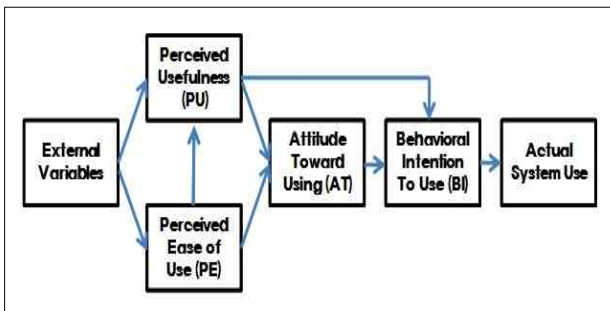 External
Variables
Perceived
Usefulness
(PU)
Perceived
Ease of
Use (PE)
Attitude
Toward
Using (AT)
Behavioral
Intention
To Use (BI)
Actual
System Use